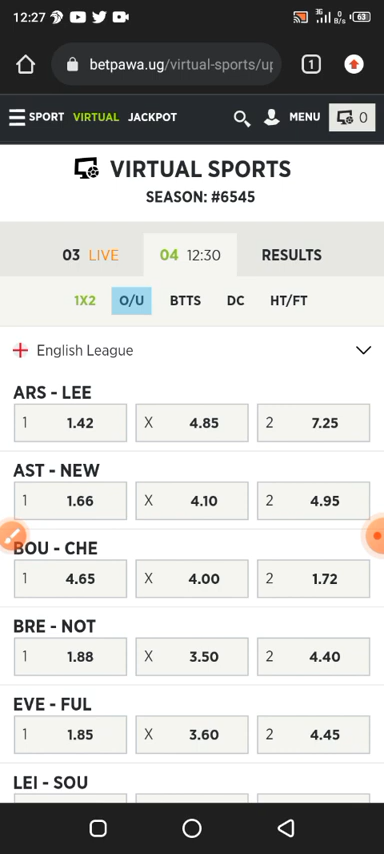 12:27
3G 0 B/s 63
betpawa.ug/virtual-sports/up
1
SPORT VIRTUAL JACKPOT MENU 0
VIRTUAL SPORTS
SEASON: #6545
03 LIVE 04 12:30 RESULTS
1X2 O/U BTTS DC HT/FT
English League
ARS - LEE
1 1.42 X 4.85 2 7.25
AST - NEW
1 1.66 X 4.10 2 4.95
BOU - CHE
1 4.65 X 4.00 2 1.72
BRE - NOT
1 1.88 X 3.50 2 4.40
EVE - FUL
1 1.85 X 3.60 2 4.45
LEI - SOU